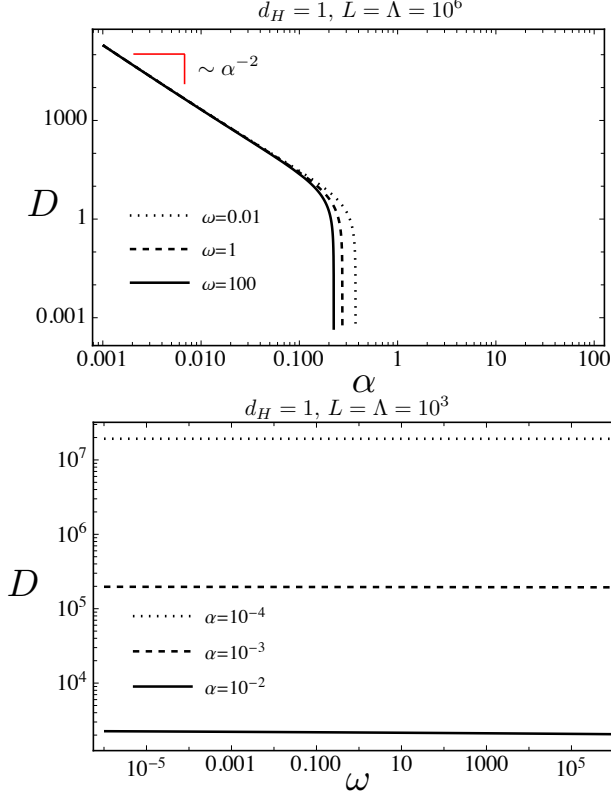 d_H = 1, L = Λ = 10^6
∼ α^{-2}
1000
D
1
0.001
ω=0.01
ω=1
ω=100
0.001 0.010 0.100 1 10 100
α
d_H = 1, L = Λ = 10^3
10^7
10^6
D
10^5
10^4
α=10^{-4}
α=10^{-3}
α=10^{-2}
10^{-5} 0.001 0.100 10 1000 10^5
ω